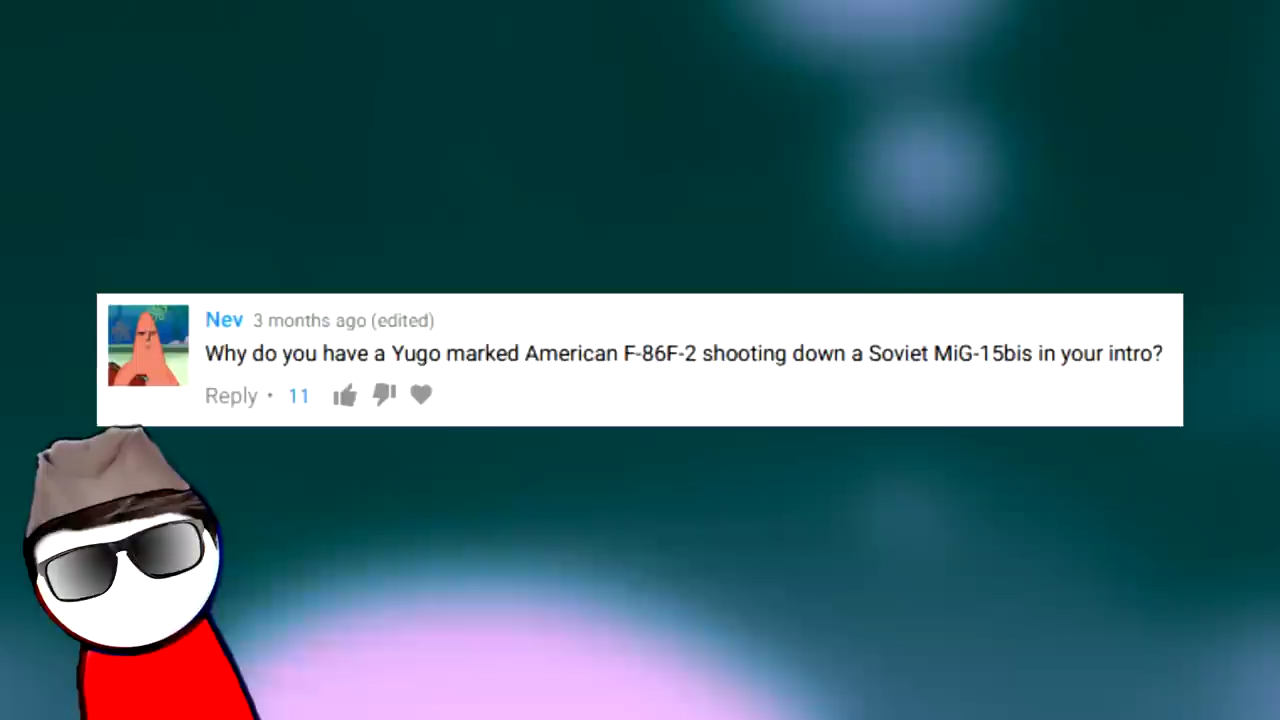 Nev 3 months ago (edited)
Why do you have a Yugo marked American F-86F-2 shooting down a Soviet MiG-15bis in your intro?
Reply • 11